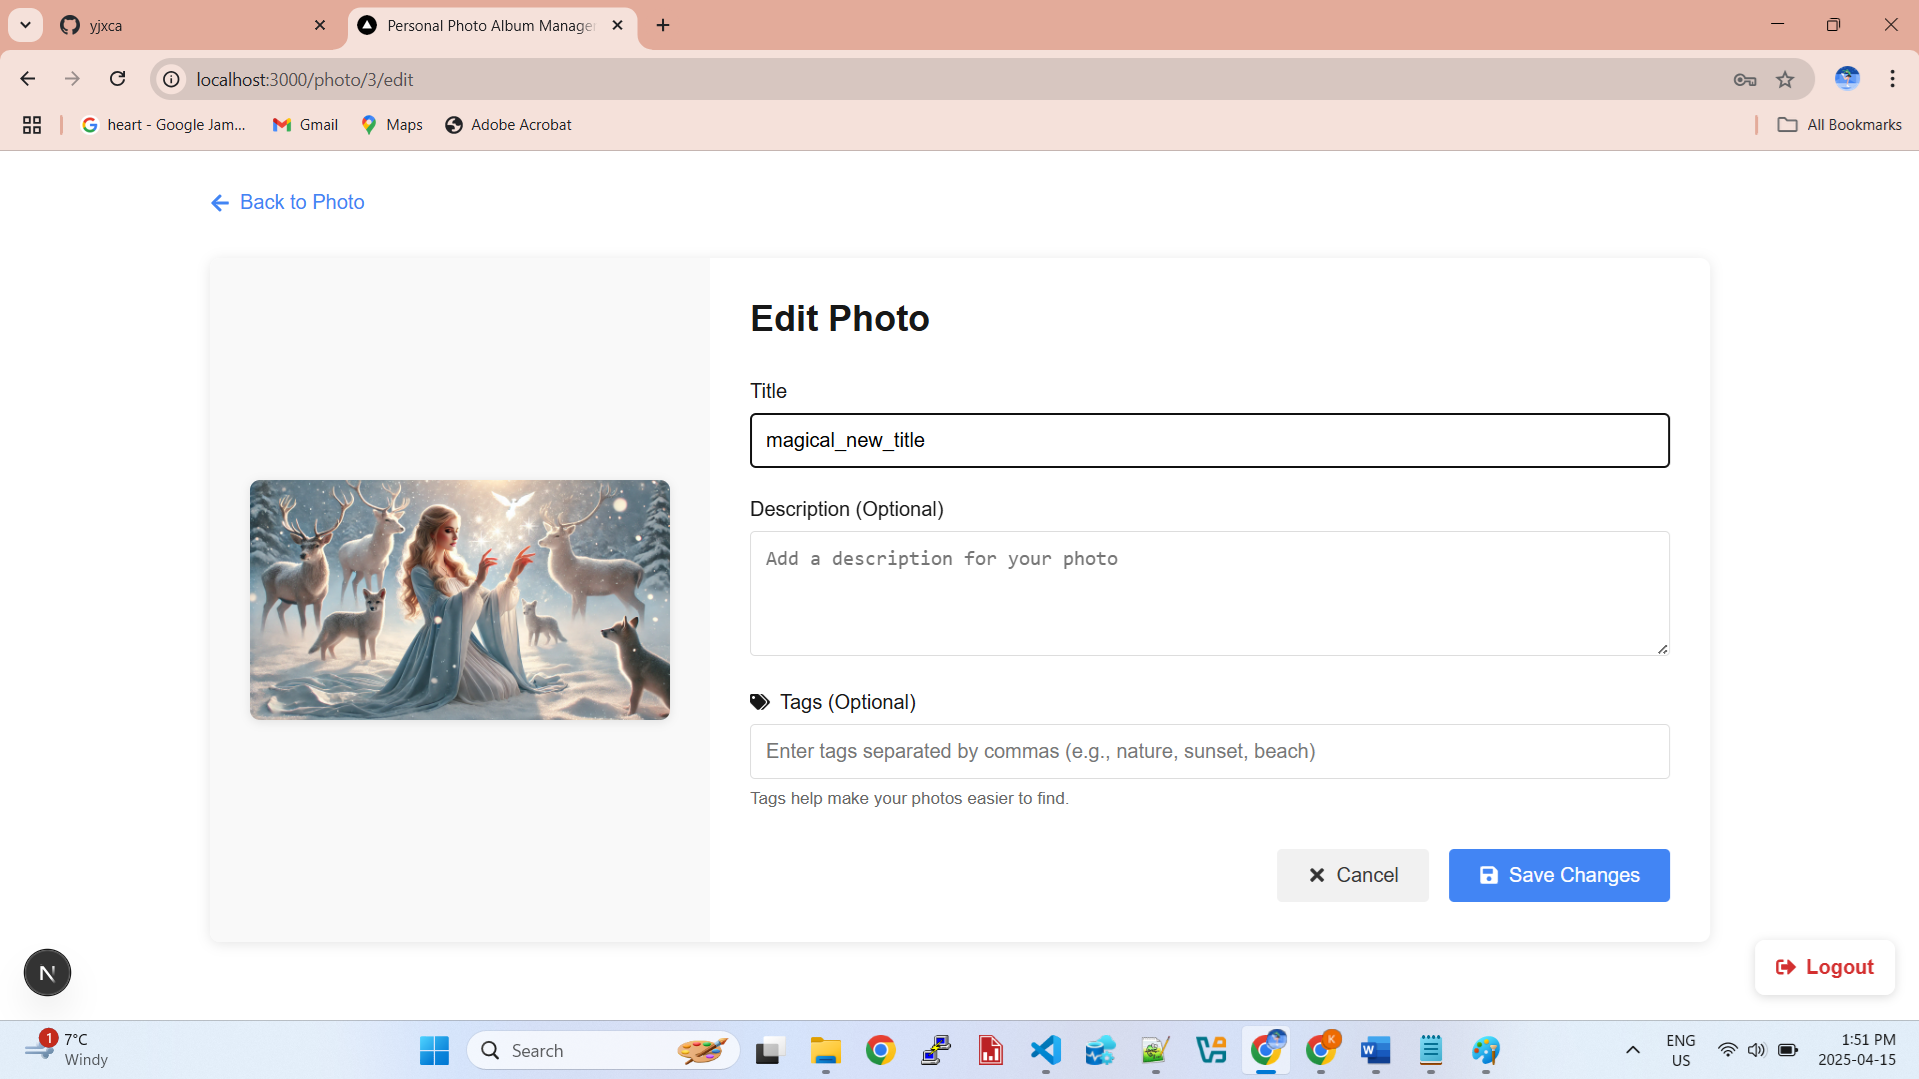 yjxca
Personal Photo Album Manage
localhost:3000/photo/3/edit
heart - Google Jam...
Gmail
Maps
Adobe Acrobat
All Bookmarks
Back to Photo
Edit Photo
Title
magical_new_title
Description (Optional)
Add a description for your photo
Tags (Optional)
Enter tags separated by commas (e.g., nature, sunset, beach)
Tags help make your photos easier to find.
Cancel
Save Changes
N
Logout
1
7°C
Windy
Search
K
W
ENG
US
1:51 PM
2025-04-15